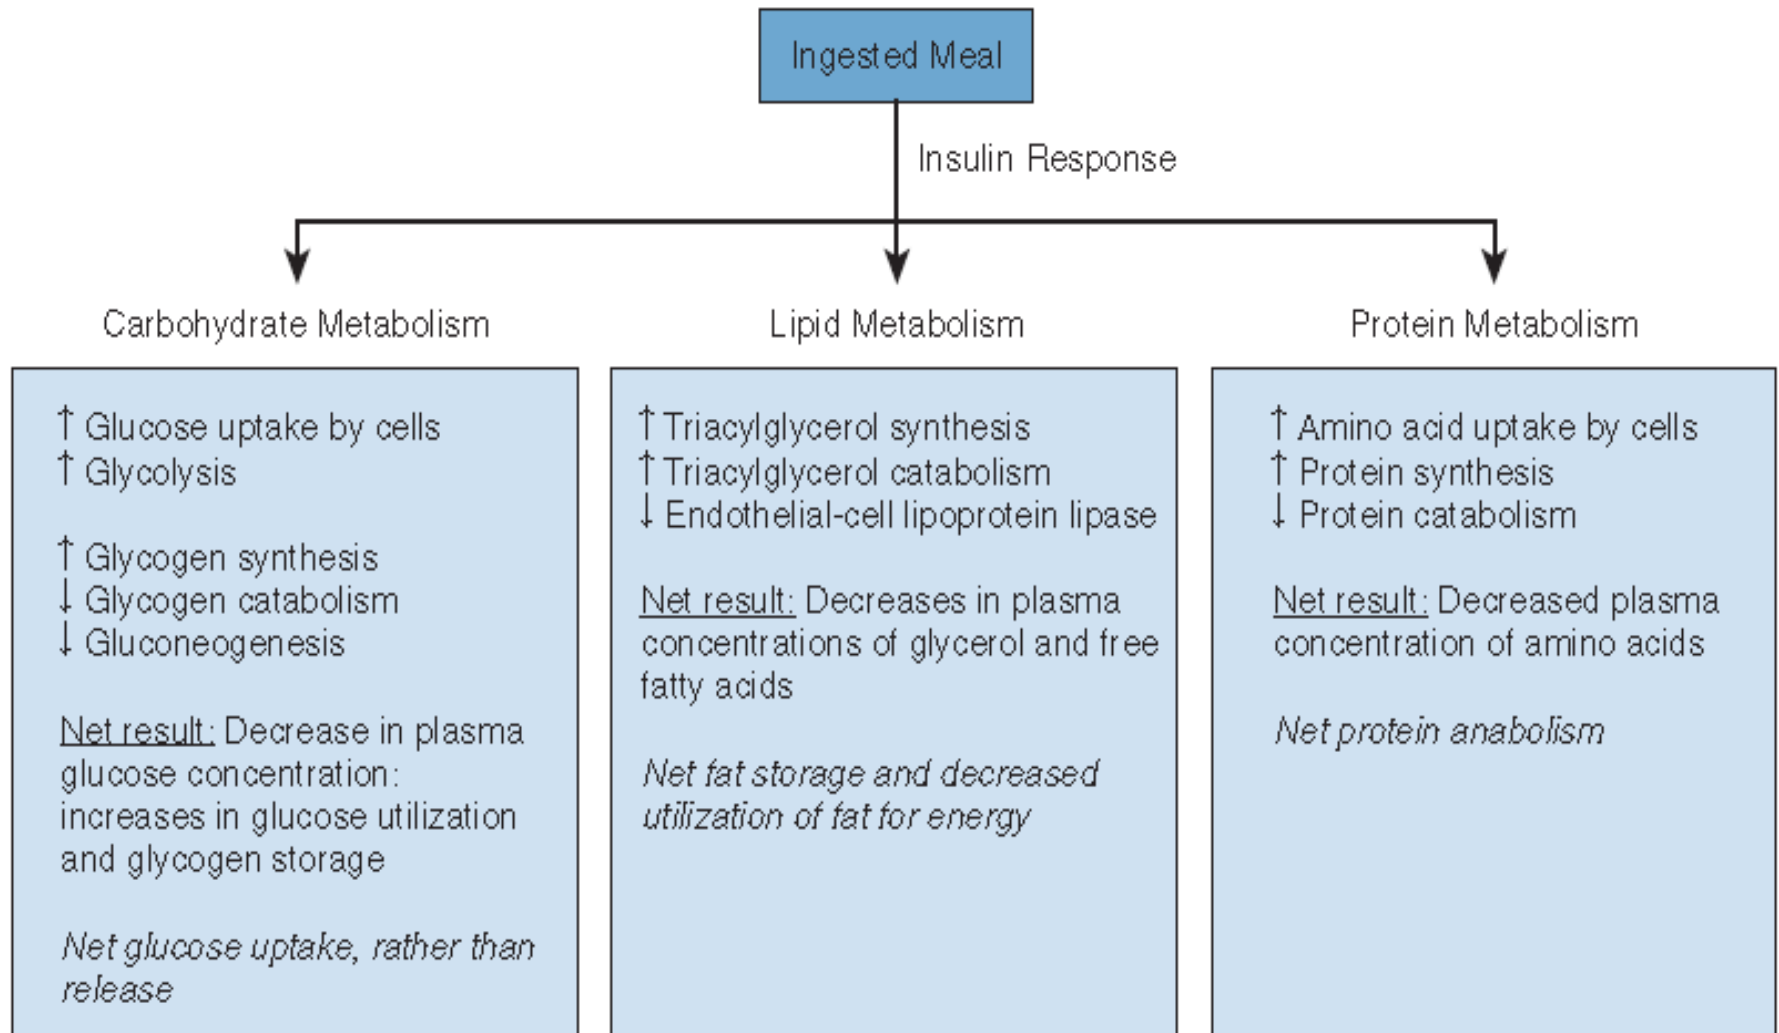 Ingested Meal
Insulin Response
Carbohydrate Metabolism
↑ Glucose uptake by cells
↑ Glycolysis
↑ Glycogen synthesis
↓ Glycogen catabolism
↓ Gluconeogenesis
Net result: Decrease in plasma
glucose concentration:
increases in glucose utilization
and glycogen storage
Net glucose uptake, rather than
release
Lipid Metabolism
↑ Triacylglycerol synthesis
↑ Triacylglycerol catabolism
↓ Endothelial-cell lipoprotein lipase
Net result: Decreases in plasma
concentrations of glycerol and free
fatty acids
Net fat storage and decreased
utilization of fat for energy
Protein Metabolism
↑ Amino acid uptake by cells
↑ Protein synthesis
↓ Protein catabolism
Net result: Decreased plasma
concentration of amino acids
Net protein anabolism